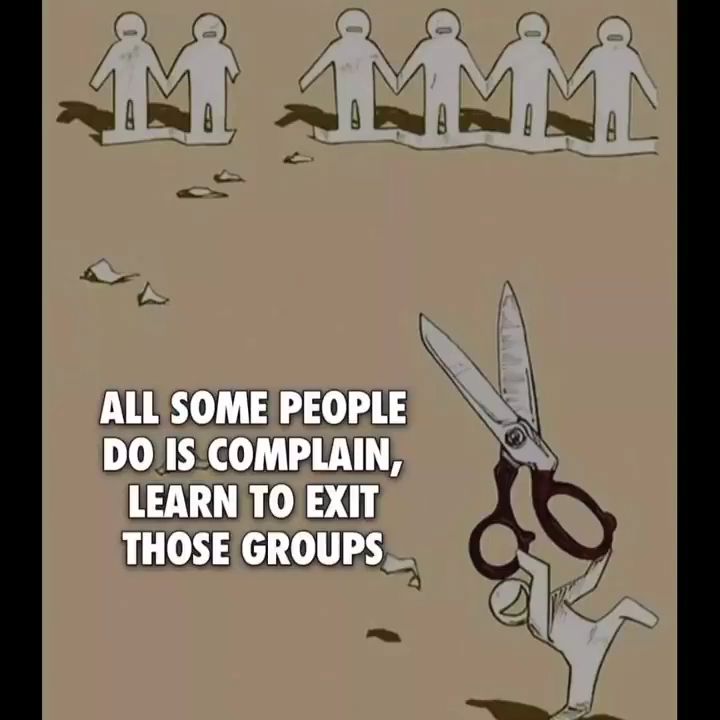 ALL SOME PEOPLE
DO IS COMPLAIN,
LEARN TO EXIT
THOSE GROUPS